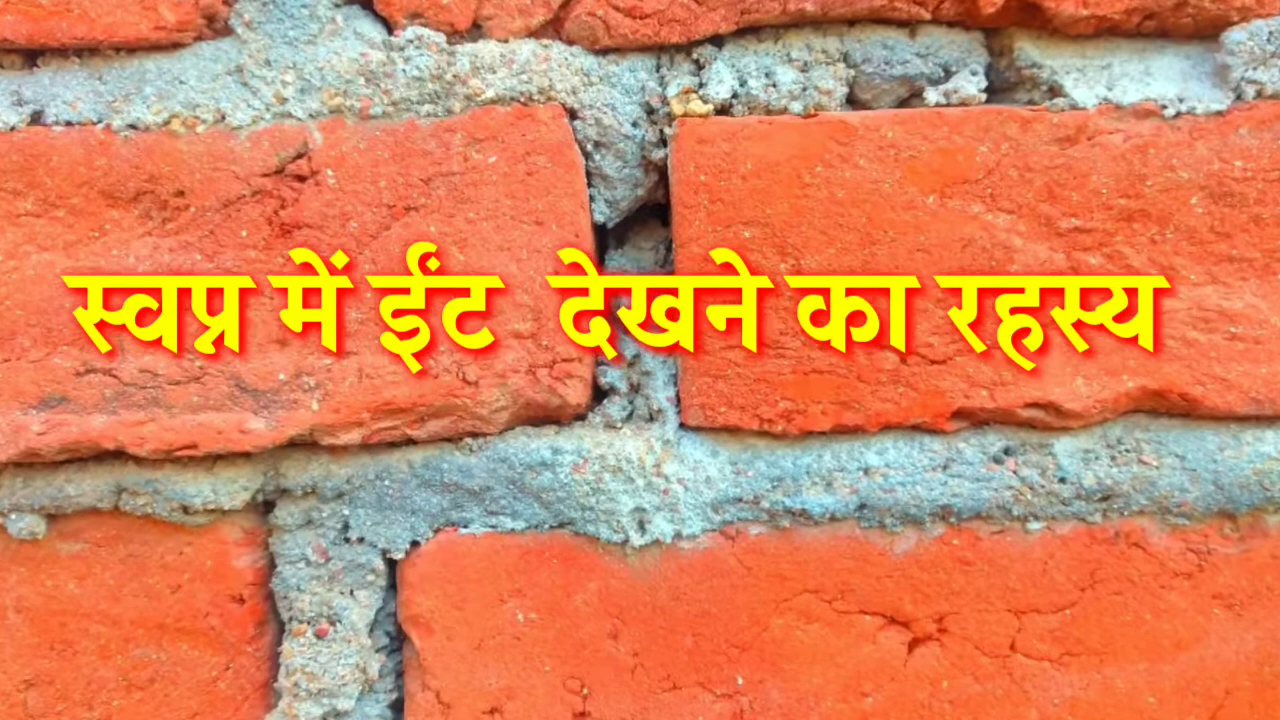 स्वप्न में ईंट देखने का रहस्य